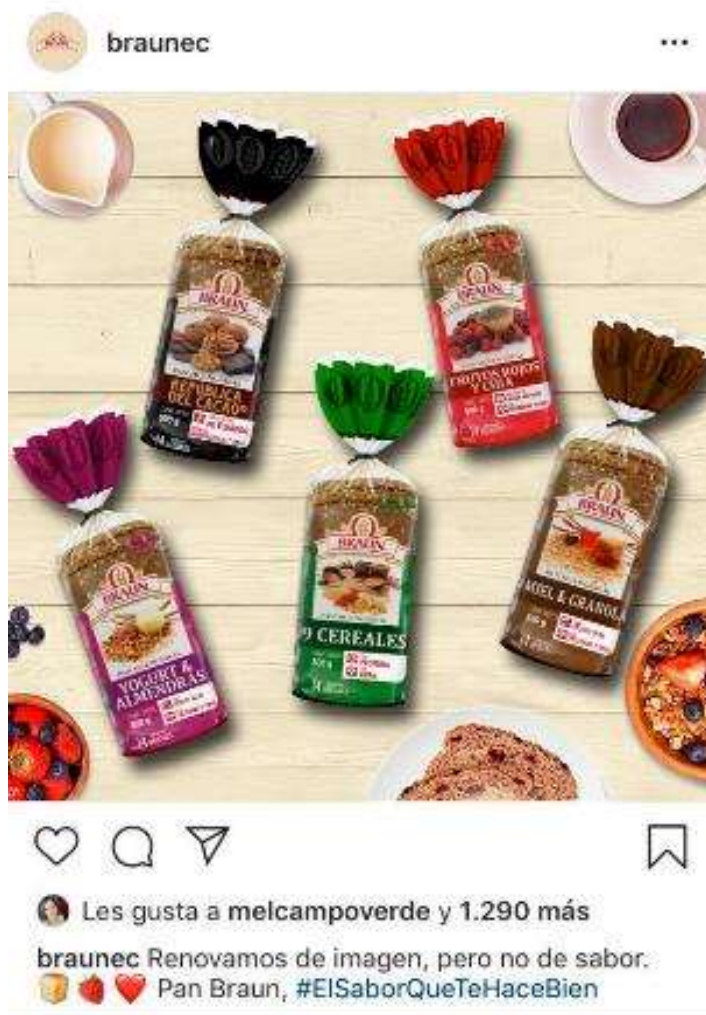 braunec
BRAUN
REPÚBLICA
DEL CACAO
BRAUN
FRUTOS ROJOS
Y CHÍA
BRAUN
MIEL & GRANOLA
BRAUN
9 CEREALES
BRAUN
YOGURT &
ALMENDRAS
Les gusta a melcampoverde y 1.290 más
braunec Renovamos de imagen, pero no de sabor.
Pan Braun, #ElSaborQueTeHaceBien